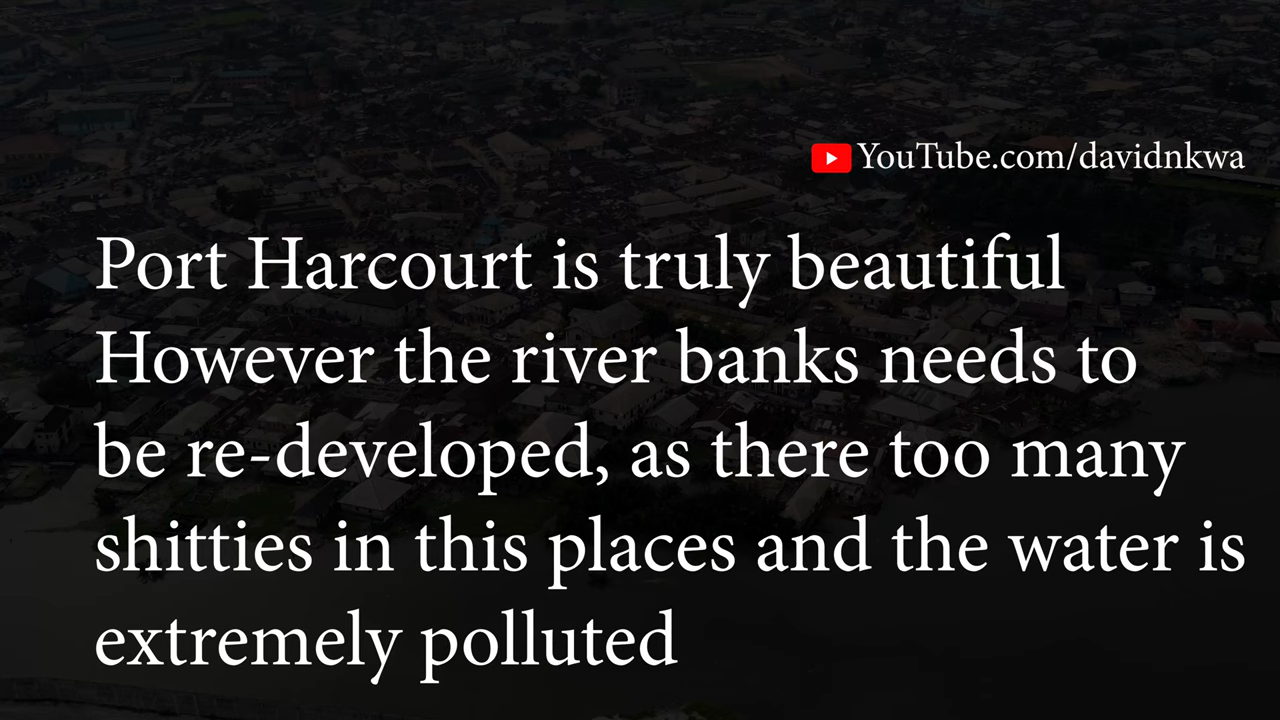 YouTube.com/davidnkwa
Port Harcourt is truly beautiful
However the river banks needs to
be re-developed, as there too many
shitties in this places and the water is
extremely polluted